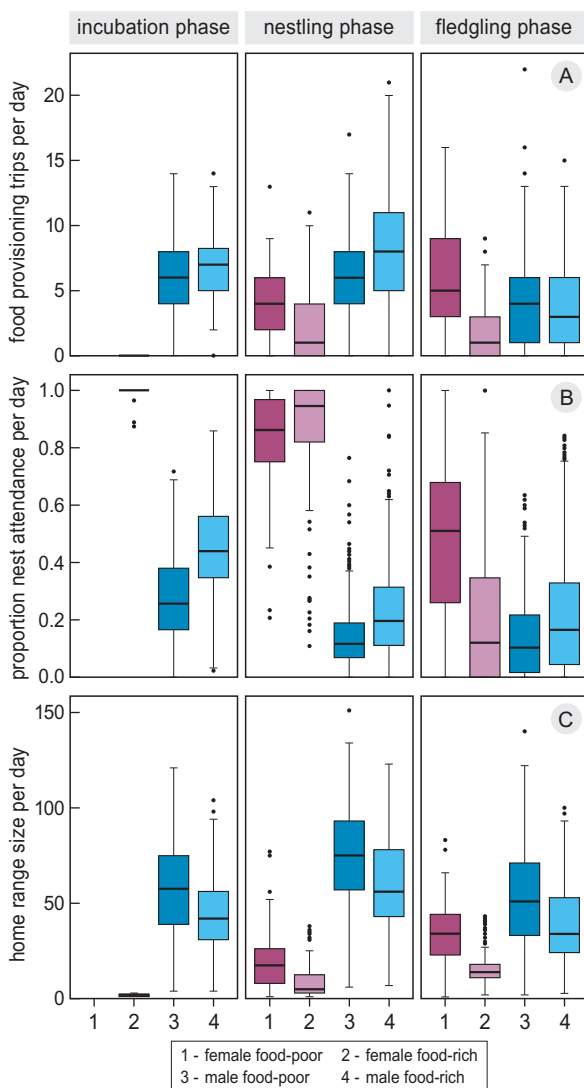 incubation phase nestling phase fledgling phase
A
food provisioning trips per day
20
15
10
5
0
B
proportion nest attendance per day
1.0
0.8
0.6
0.4
0.2
0.0
C
home range size per day
150
100
50
0
1 2 3 4 1 2 3 4 1 2 3 4
1 - female food-poor 2 - female food-rich
3 - male food-poor 4 - male food-rich